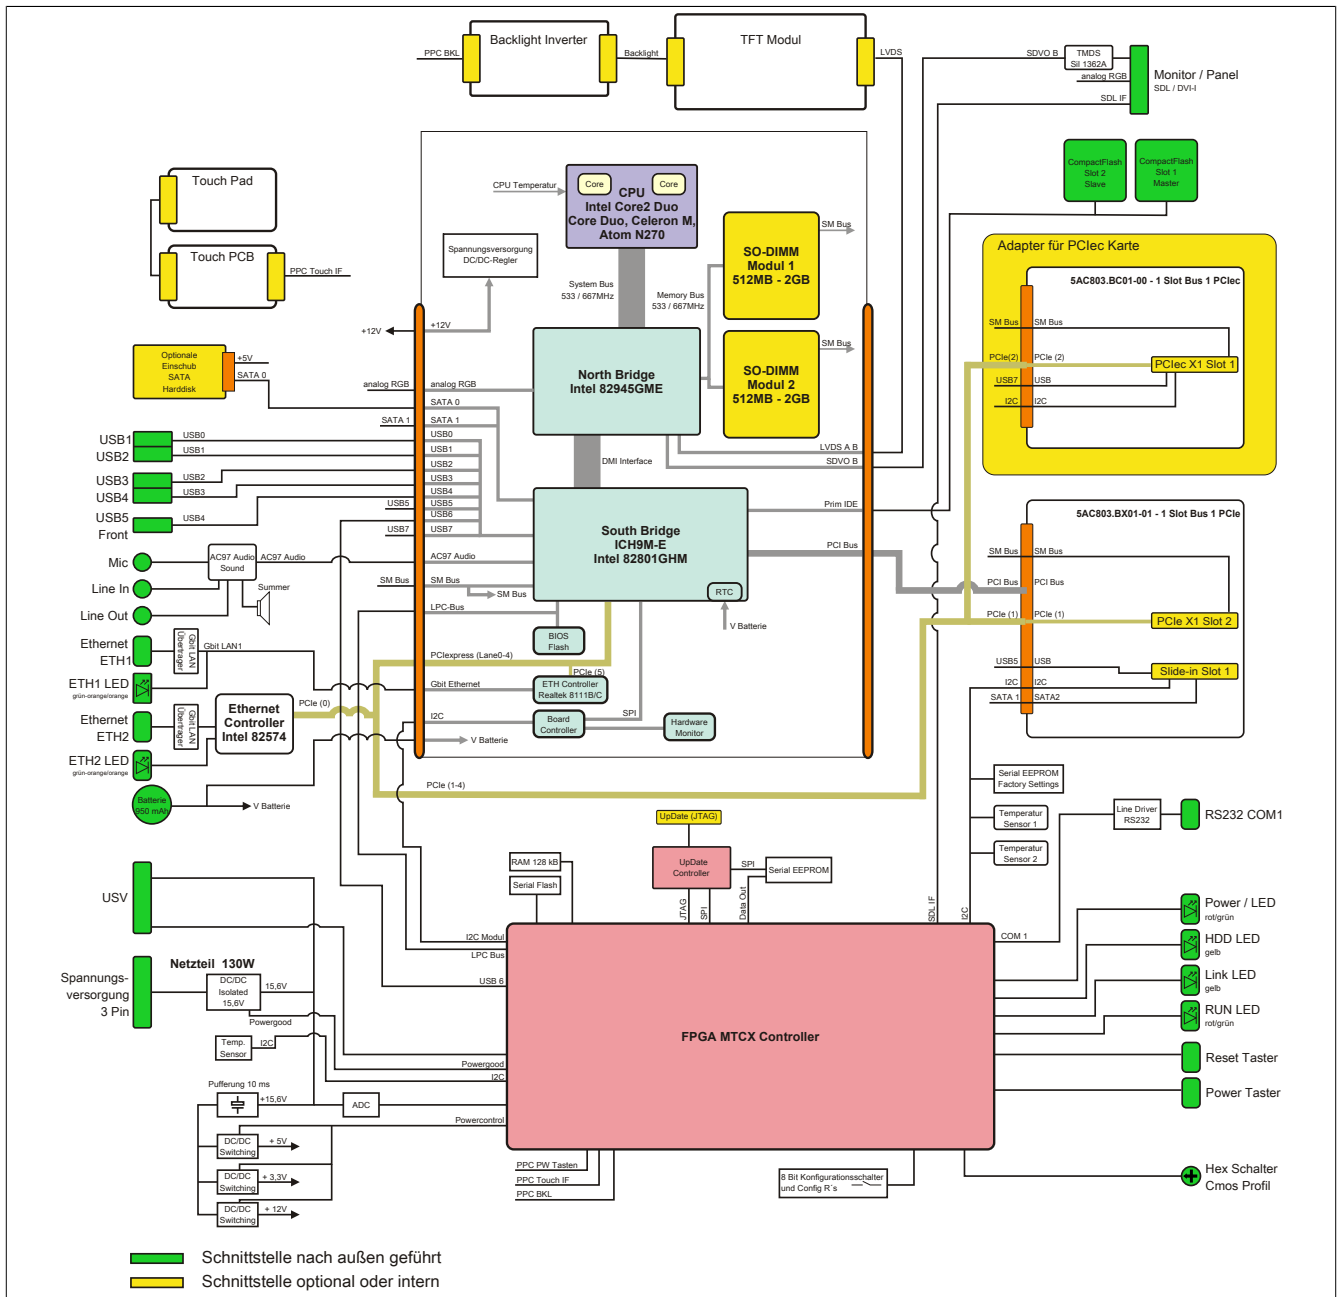 PPC BKL
Backlight Inverter
Backlight
TFT Modul
LVDS
SDVO B
TMDS
Sil 1362A
analog RGB
SDL IF
Monitor / Panel
SDL / DVI-I
CompactFlash
Slot 2
Slave
CompactFlash
Slot 1
Master
Touch Pad
Touch PCB
PPC Touch IF
CPU Temperatur
Core
Core
CPU
Intel Core2 Duo
Core Duo, Celeron M,
Atom N270
Spannungsversorgung
DC/DC-Regler
System Bus
533 / 667MHz
Memory Bus
533 / 667MHz
SO-DIMM
Modul 1
512MB - 2GB
SM Bus
SO-DIMM
Modul 2
512MB - 2GB
SM Bus
+12V
+12V
Optionale
Einschub
SATA
Harddisk
+5V
SATA 0
North Bridge
Intel 82945GME
analog RGB
analog RGB
SATA 0
SATA 1
SATA 1
USB0
USB1
USB2
USB3
USB4
USB5
USB5
USB6
USB7
USB7
USB1
USB0
USB2
USB1
USB3
USB2
USB4
USB3
USB5
Front
USB4
DMI Interface
LVDS A B
SDVO B
Prim IDE
PCI Bus
South Bridge
ICH9M-E
Intel 82801GHM
RTC
V Batterie
Mic
Line In
Line Out
AC97 Audio
Sound
AC97 Audio
Summer
AC97 Audio
SM Bus
SM Bus
SM Bus
LPC-Bus
BIOS
Flash
Ethernet
ETH1
Gbit LAN
Übertrager
Gbit LAN1
ETH1 LED
grün-orange/orange
Ethernet
ETH2
Gbit LAN
Übertrager
ETH2 LED
grün-orange/orange
Ethernet
Controller
Intel 82574
PCIe (0)
PCIexpress (Lane0-4)
PCIe (5)
Gbit Ethernet
ETH Controller
Realtek 8111B/C
I2C
SPI
Board
Controller
Hardware
Monitor
V Batterie
Batterie
950 mAh
V Batterie
PCIe (1-4)
Adapter für PCIec Karte
5AC803.BC01-00 - 1 Slot Bus 1 PCIec
SM Bus
SM Bus
PCIe(2)
PCIe (2)
PCIec X1 Slot 1
USB7
USB
I2C
I2C
5AC803.BX01-01 - 1 Slot Bus 1 PCIe
SM Bus
SM Bus
PCI Bus
PCI Bus
PCIe (1)
PCIe (1)
PCIe X1 Slot 2
USB5
USB
Slide-in Slot 1
I2C
I2C
SATA 1
SATA2
Serial EEPROM
Factory Settings
Temperatur
Sensor 1
Temperatur
Sensor 2
Line Driver
RS232
RS232 COM1
UpDate (JTAG)
UpDate
Controller
SPI
Serial EEPROM
RAM 128 kB
Serial Flash
JTAG
SPI
Data Out
SDL IF
I2C
USV
I2C Modul
LPC Bus
USB 6
COM 1
Power / LED
rot/grün
HDD LED
gelb
Link LED
gelb
RUN LED
rot/grün
Reset Taster
Power Taster
Hex Schalter
Cmos Profil
Spannungs-
versorgung
3 Pin
Netzteil 130W
DC/DC
Isolated
15,6V
15,6V
Powergood
Temp.
Sensor
I2C
Powergood
I2C
FPGA MTCX Controller
Pufferung 10 ms
+15,6V
ADC
Powercontrol
DC/DC
Switching
+ 5V
DC/DC
Switching
+ 3,3V
DC/DC
Switching
+ 12V
PPC PW Tasten
PPC Touch IF
PPC BKL
8 Bit Konfigurationsschalter
und Config R´s
Schnittstelle nach außen geführt
Schnittstelle optional oder intern